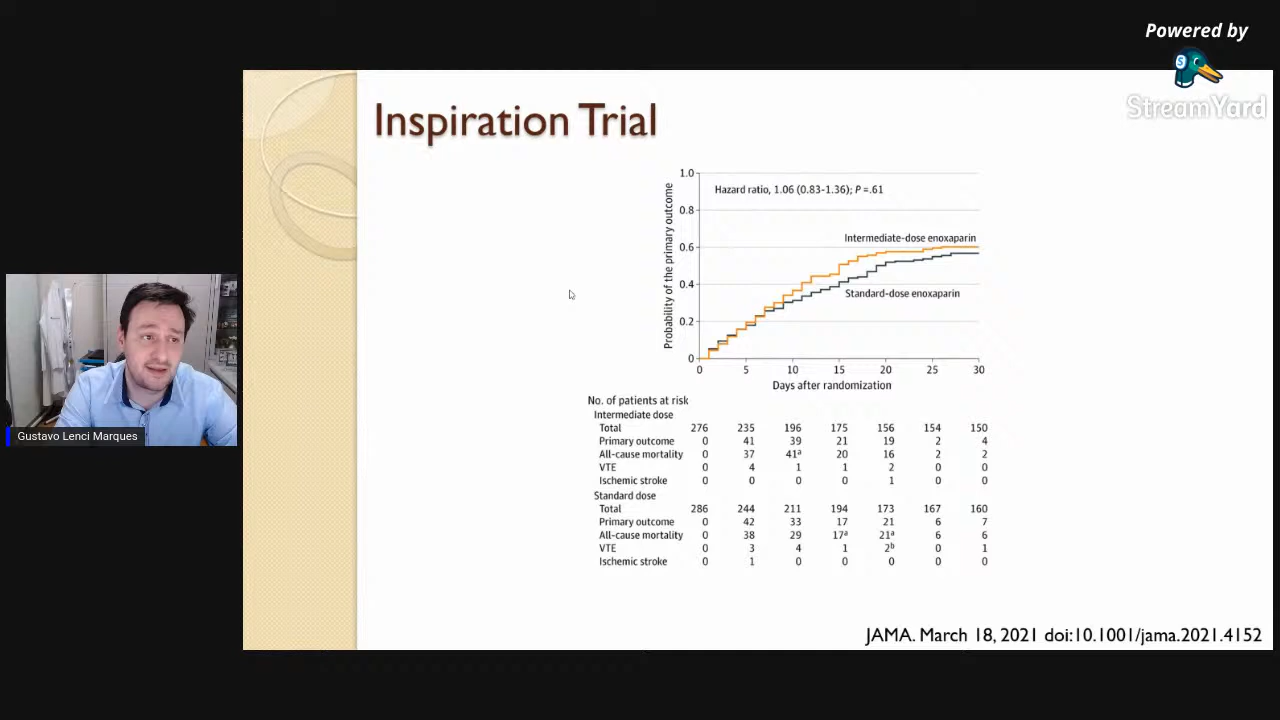 Powered by
S
StreamYard
Inspiration Trial
1.0
0.8
0.6
0.4
0.2
0
Probability of the primary outcome
Hazard ratio, 1.06 (0.83-1.36); P=.61
Intermediate-dose enoxaparin
Standard-dose enoxaparin
0 5 10 15 20 25 30
Days after randomization
No. of patients at risk
Intermediate dose
Total 276 235 196 175 156 154 150
Primary outcome 0 41 39 21 19 2 4
All-cause mortality 0 37 41a 20 16 2 2
VTE 0 4 1 1 2 0 0
Ischemic stroke 0 0 0 0 1 0 0
Standard dose
Total 286 244 211 194 173 167 160
Primary outcome 0 42 33 17 21 6 7
All-cause mortality 0 38 29 17a 21a 6 6
VTE 0 3 4 1 2b 0 1
Ischemic stroke 0 1 0 0 0 0 0
Gustavo Lenci Marques
JAMA. March 18, 2021 doi:10.1001/jama.2021.4152